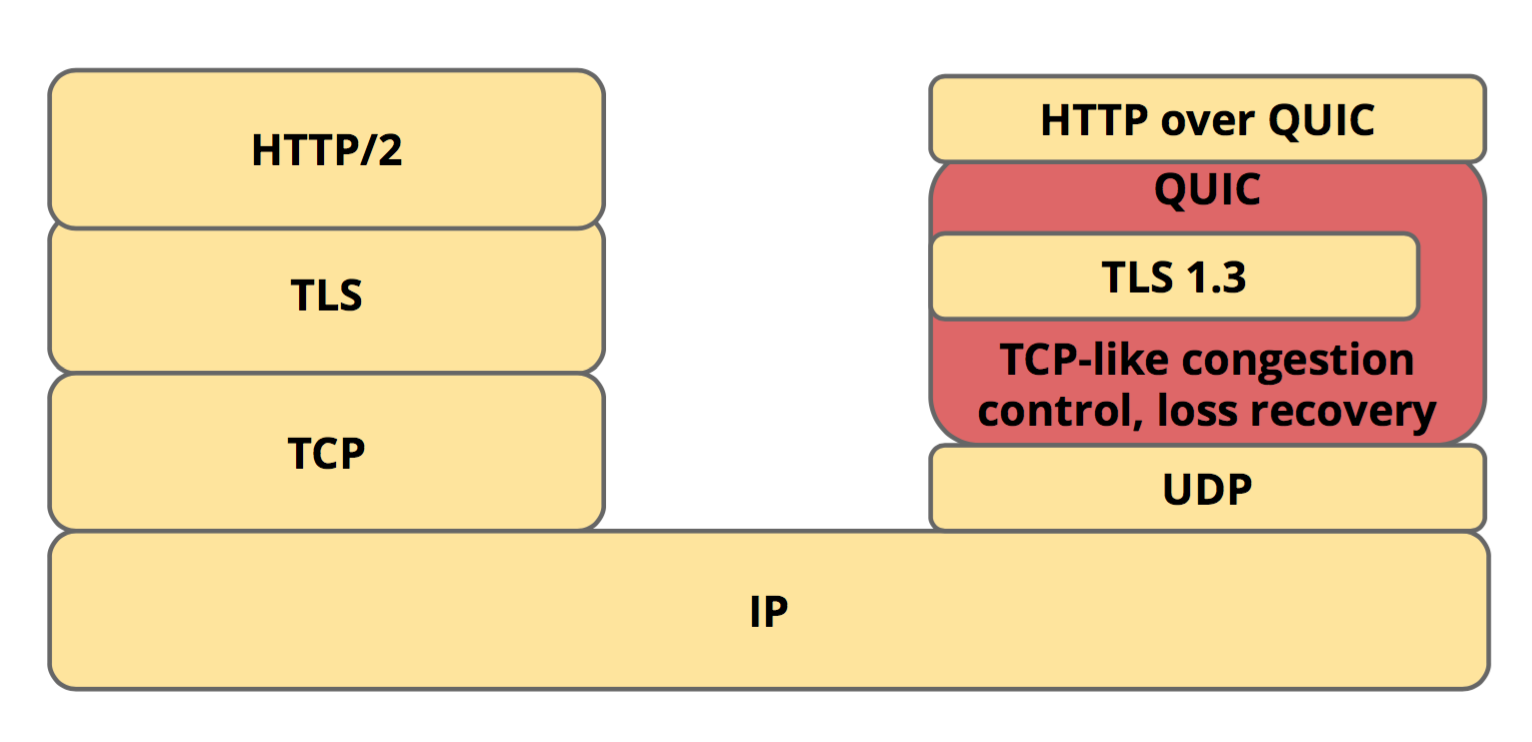 HTTP/2
TLS
TCP
HTTP over QUIC
QUIC
TLS 1.3
TCP-like congestion
control, loss recovery
UDP
IP